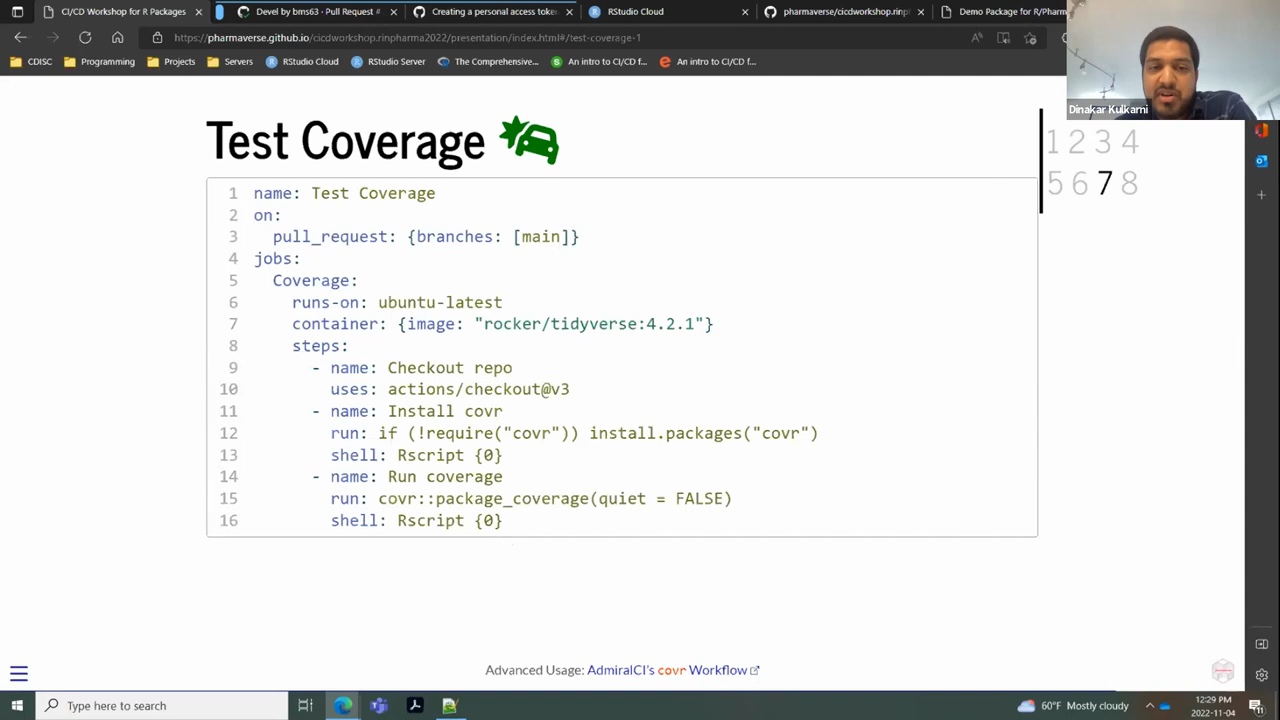 CI/CD Workshop for R Packages
Devel by bms63 · Pull Request #
Creating a personal access toke
RStudio Cloud
pharmaverse/cicdworkshop.rinp
Demo Package for R/Pharm
https://pharmaverse.github.io/cicdworkshop.rinpharma2022/presentation/index.html#/test-coverage-1
CDISC
Programming
Projects
Servers
RStudio Cloud
RStudio Server
The Comprehensive...
An intro to CI/CD f...
An intro to CI/CD f...
Dinakar Kulkarni
Test Coverage
1 2 3 4
5 6 7 8
1 name: Test Coverage
2 on:
3 pull_request: {branches: [main]}
4 jobs:
5 Coverage:
6 runs-on: ubuntu-latest
7 container: {image: "rocker/tidyverse:4.2.1"}
8 steps:
9 - name: Checkout repo
10 uses: actions/checkout@v3
11 - name: Install covr
12 run: if (!require("covr")) install.packages("covr")
13 shell: Rscript {0}
14 - name: Run coverage
15 run: covr::package_coverage(quiet = FALSE)
16 shell: Rscript {0}
Advanced Usage: AdmiralCI's covr Workflow
Type here to search
60°F Mostly cloudy
12:29 PM
2022-11-04
11